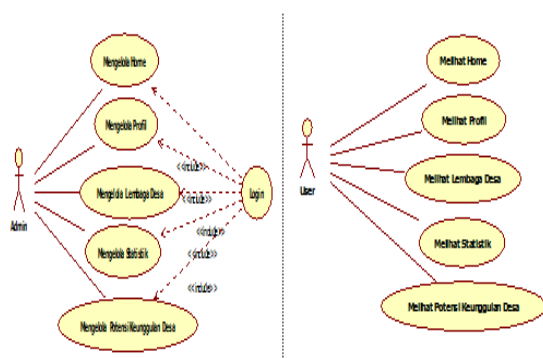 Mengelola Home
Mengelola Profil
<<include>>
Mengelola Lembaga Desa
<<include>>
Login
Admin
<<include>>
Mengelola Statistik
<<include>>
<<include>>
Mengelola Potensi Keunggulan Desa
Melihat Home
Melihat Profil
User
Melihat Lembaga Desa
Melihat Statistik
Melihat Potensi Keunggulan Desa